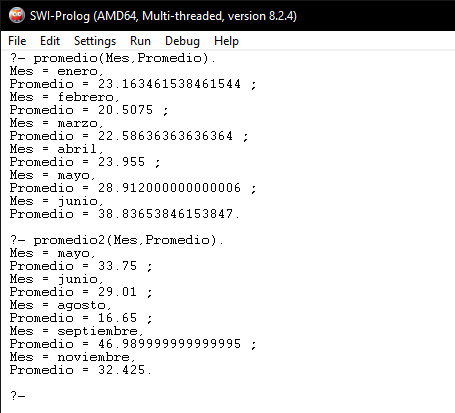 SWI-Prolog (AMD64, Multi-threaded, version 8.2.4)
File Edit Settings Run Debug Help
?- promedio(Mes,Promedio).
Mes = enero,
Promedio = 23.163461538461544 ;
Mes = febrero,
Promedio = 20.5075 ;
Mes = marzo,
Promedio = 22.58636363636364 ;
Mes = abril,
Promedio = 23.955 ;
Mes = mayo,
Promedio = 28.912000000000006 ;
Mes = junio,
Promedio = 38.83653846153847.
?- promedio2(Mes,Promedio).
Mes = mayo,
Promedio = 33.75 ;
Mes = junio,
Promedio = 29.01 ;
Mes = agosto,
Promedio = 16.65 ;
Mes = septiembre,
Promedio = 46.989999999999995 ;
Mes = noviembre,
Promedio = 32.425.
?-